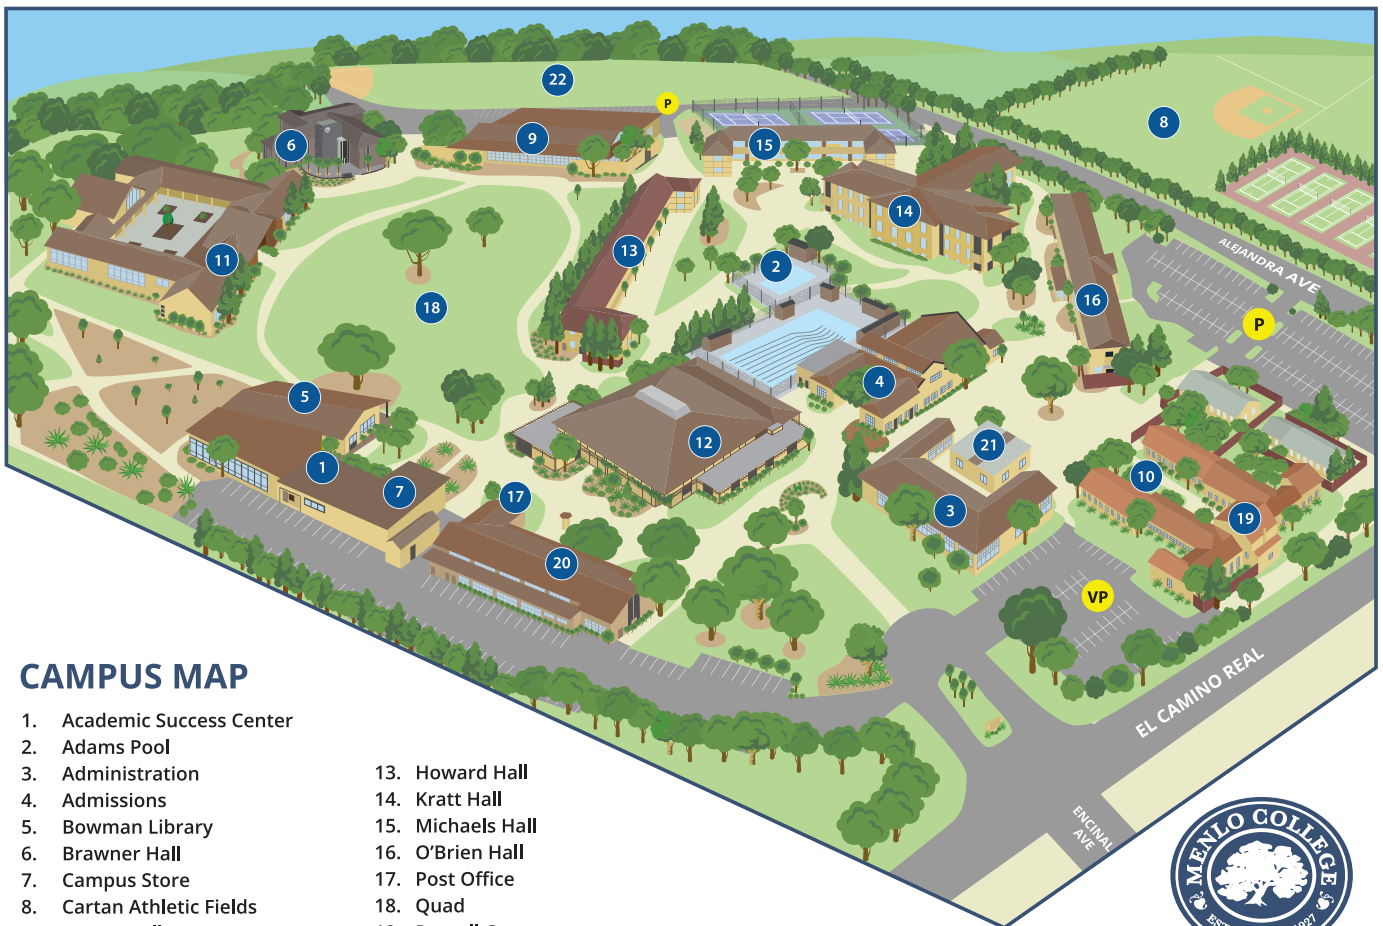 22
P
8
9
6
15
14
13
11
2
ALEJANDRA AVE
16
18
P
4
5
12
21
1
10
7
17
3
19
20
VP
EL CAMINO REAL
ENCINAL
AVE
CAMPUS MAP
1. Academic Success Center
2. Adams Pool
3. Administration
4. Admissions
5. Bowman Library
6. Brawner Hall
7. Campus Store
8. Cartan Athletic Fields
13. Howard Hall
14. Kratt Hall
15. Michaels Hall
16. O'Brien Hall
17. Post Office
18. Quad
MENLO COLLEGE